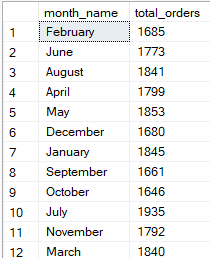 month_name total_orders
1 February 1685
2 June 1773
3 August 1841
4 April 1799
5 May 1853
6 December 1680
7 January 1845
8 September 1661
9 October 1646
10 July 1935
11 November 1792
12 March 1840